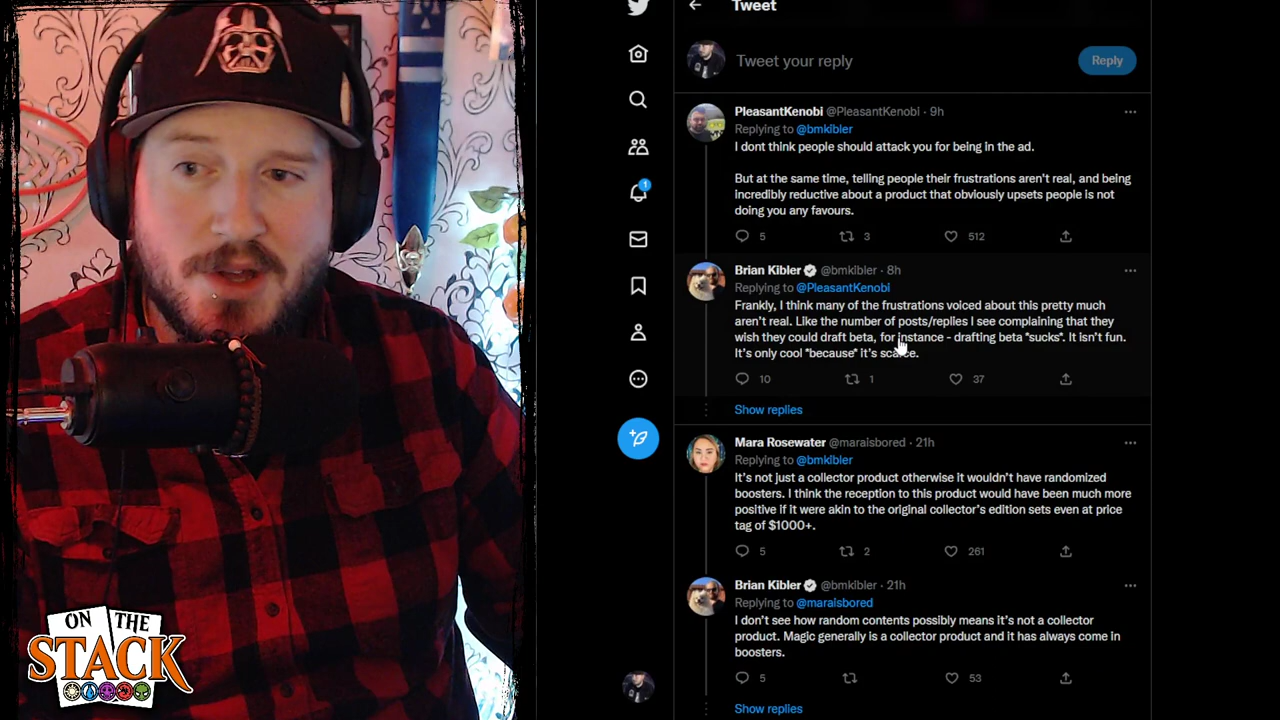 Tweet
Tweet your reply
Reply
PleasantKenobi @PleasantKenobi · 9h
Replying to @bmkibler
I dont think people should attack you for being in the ad.
But at the same time, telling people their frustrations aren't real, and being
incredibly reductive about a product that obviously upsets people is not
doing you any favours.
5 3 512
Brian Kibler @bmkibler · 8h
Replying to @PleasantKenobi
Frankly, I think many of the frustrations voiced about this pretty much
aren't real. Like the number of posts/replies I see complaining that they
wish they could draft beta, for instance - drafting beta *sucks*. It isn't fun.
It's only cool *because* it's scarce.
10 1 37
Show replies
Mara Rosewater @maraisbored · 21h
Replying to @bmkibler
It's not just a collector product otherwise it wouldn't have randomized
boosters. I think the reception to this product would have been much more
positive if it were akin to the original collector's edition sets even at price
tag of $1000+.
5 2 261
Brian Kibler @bmkibler · 21h
Replying to @maraisbored
I don't see how random contents possibly means it's not a collector
product. Magic generally is a collector product and it has always come in
boosters.
5 53
Show replies
1
ON THE
STACK